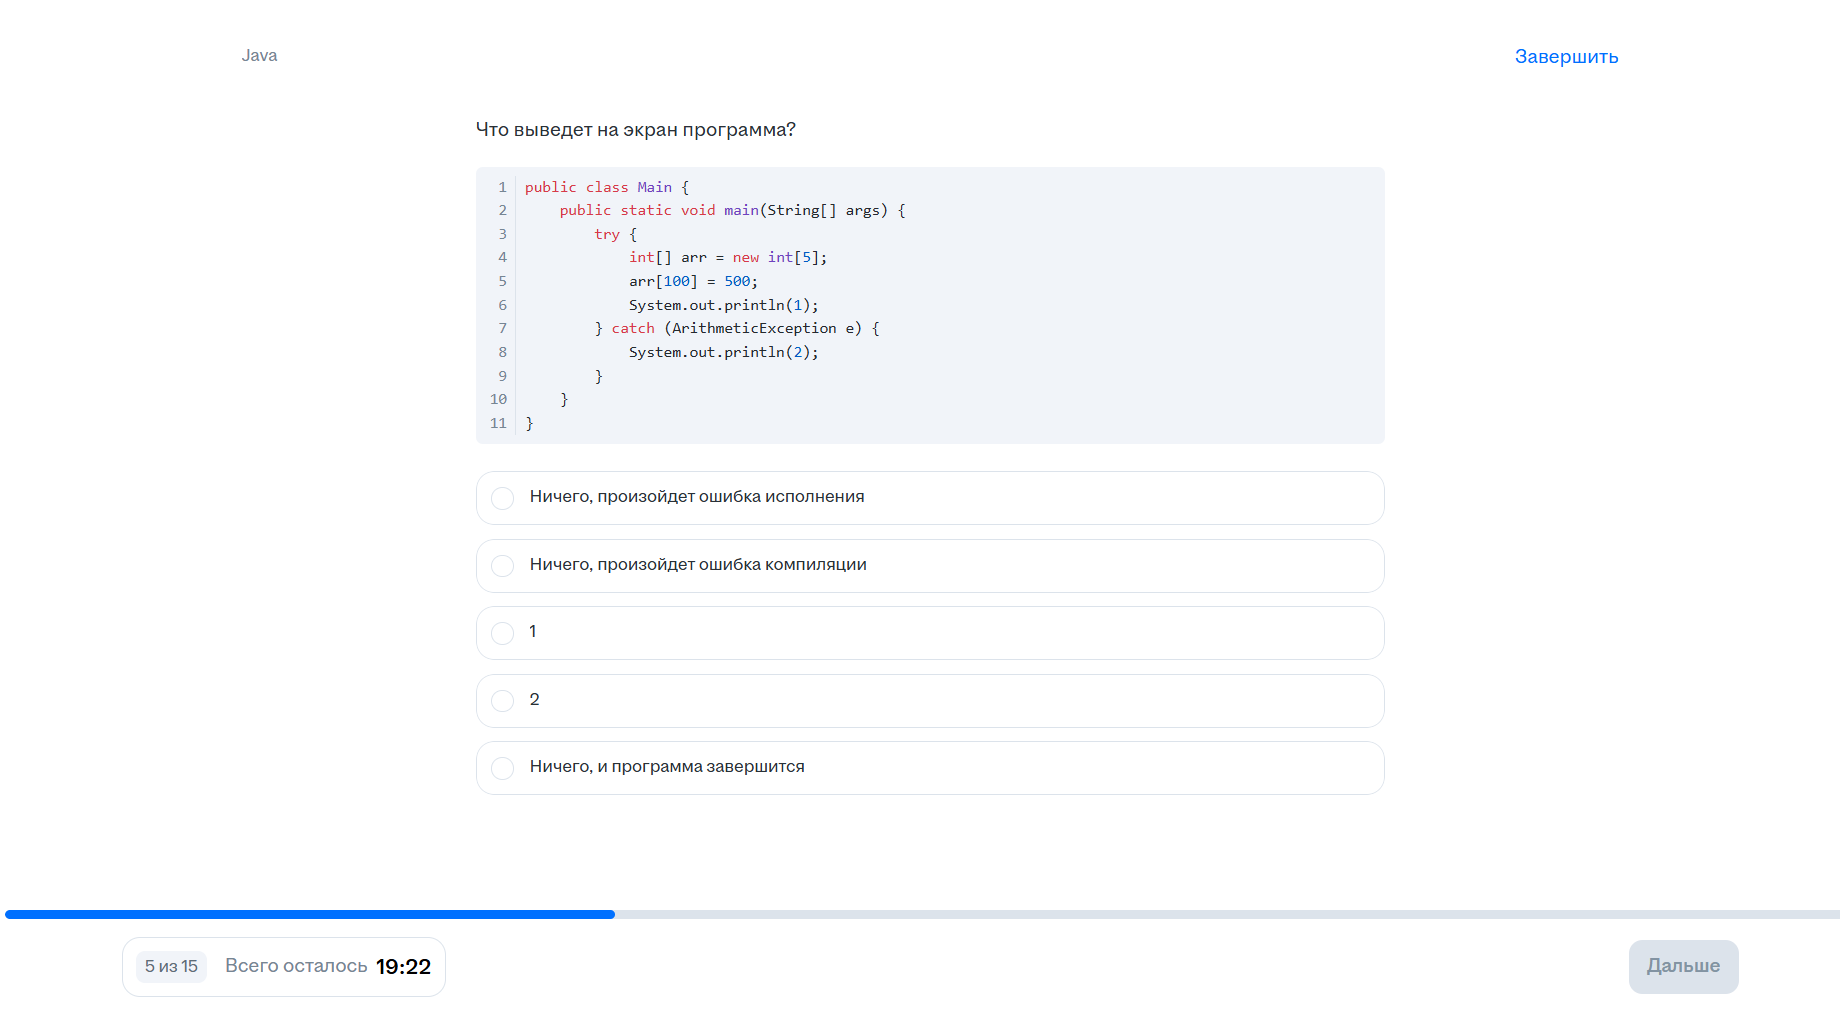 Java
Завершить
Что выведет на экран программа?
1 public class Main {
2     public static void main(String[] args) {
3         try {
4             int[] arr = new int[5];
5             arr[100] = 500;
6             System.out.println(1);
7         } catch (ArithmeticException e) {
8             System.out.println(2);
9         }
10     }
11 }
Ничего, произойдет ошибка исполнения
Ничего, произойдет ошибка компиляции
1
2
Ничего, и программа завершится
5 из 15 Всего осталось 19:22
Дальше